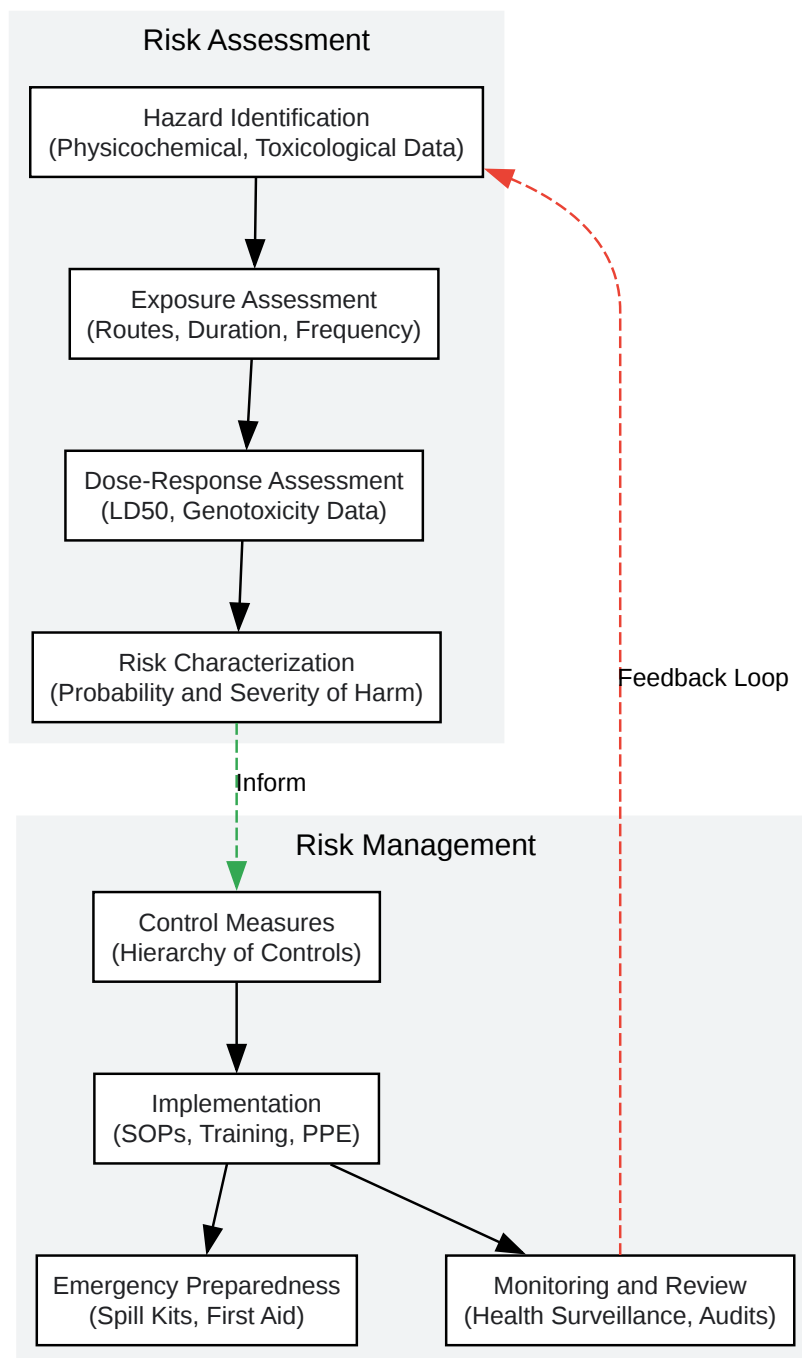 Risk Assessment
Hazard Identification
(Physicochemical, Toxicological Data)
Exposure Assessment
(Routes, Duration, Frequency)
Dose-Response Assessment
(LD50, Genotoxicity Data)
Risk Characterization
(Probability and Severity of Harm)
Feedback Loop
Inform
Risk Management
Control Measures
(Hierarchy of Controls)
Implementation
(SOPs, Training, PPE)
Emergency Preparedness
(Spill Kits, First Aid)
Monitoring and Review
(Health Surveillance, Audits)